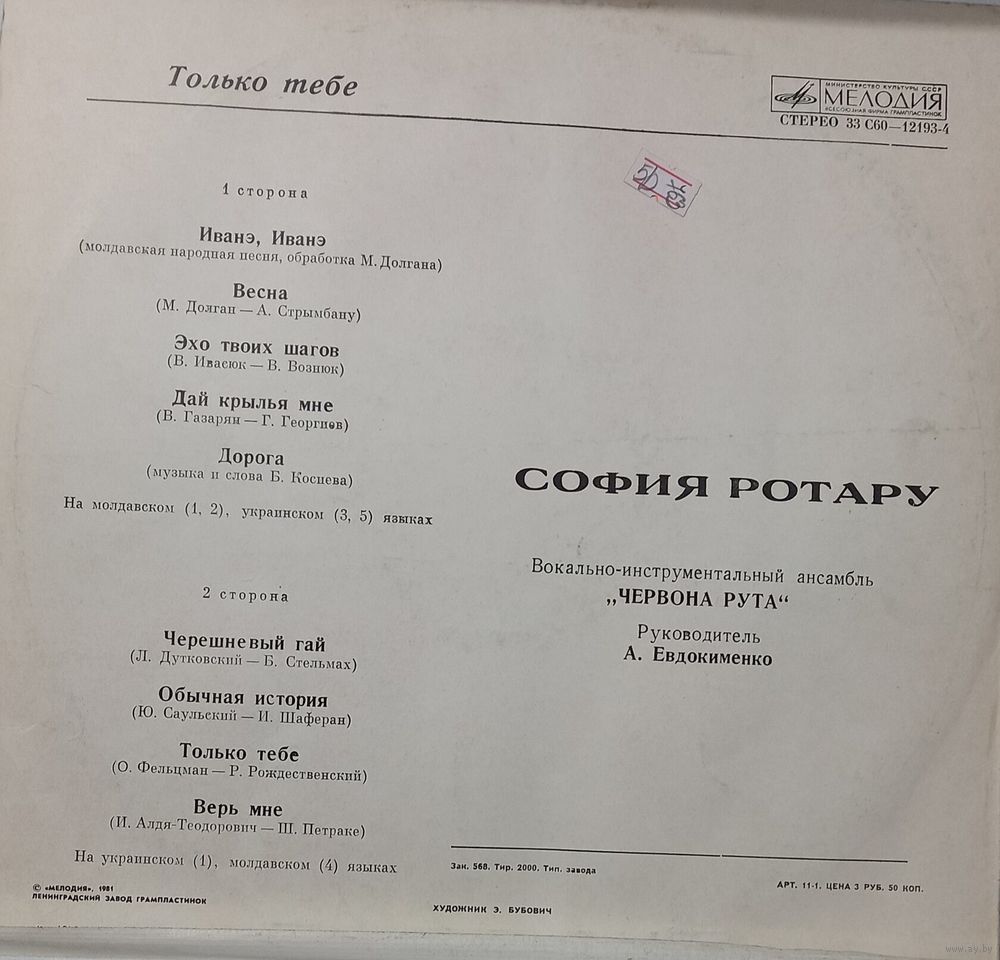 Только тебе
МИНИСТЕРСТВО КУЛЬТУРЫ СССР
МЕЛОДИЯ
ВСЕСОЮЗНАЯ ФИРМА ГРАМПЛАСТИНОК
СТЕРЕО 33 С60—12193-4
1 сторона
Иванэ, Иванэ
(молдавская народная песня, обработка М. Долгана)
Весна
(М. Долган — А. Стрымбану)
Эхо твоих шагов
(В. Ивасюк — В. Вознюк)
Дай крылья мне
(В. Газарян — Г. Георгиев)
Дорога
(музыка и слова Б. Косцева)
На молдавском (1, 2), украинском (3, 5) языках
2 сторона
Черешневый гай
(Л. Дутковский — Б. Стельмах)
Обычная история
(Ю. Саульский — И. Шаферан)
Только тебе
(О. Фельцман — Р. Рождественский)
Верь мне
(И. Алдя-Теодорович — Ш. Петраке)
На украинском (1), молдавском (4) языках
© «МЕЛОДИЯ», 1981
ЛЕНИНГРАДСКИЙ ЗАВОД ГРАМПЛАСТИНОК
СОФИЯ РОТАРУ
Вокально-инструментальный ансамбль
„ЧЕРВОНА РУТА“
Руководитель
А. Евдокименко
Зак. 568. Тир. 2000. Тип. завода
АРТ. 11-1. ЦЕНА 3 РУБ. 50 КОП.
ХУДОЖНИК Э. БУБОВИЧ
www.ay.by